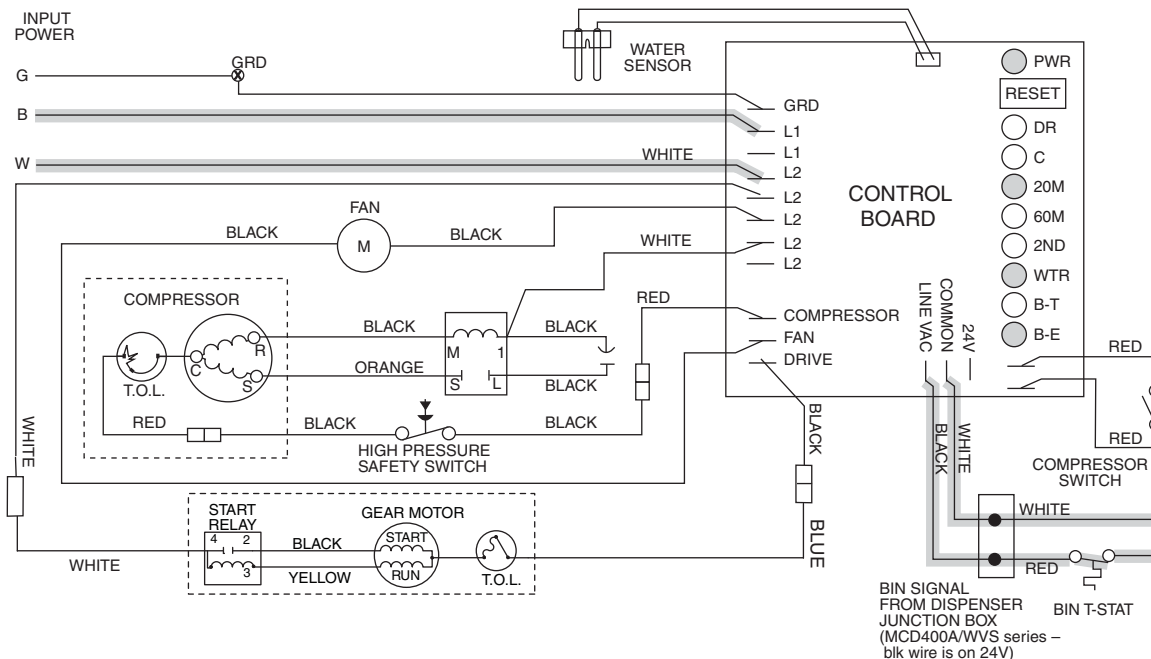 INPUT
POWER
G
GRD
B
W
WATER
SENSOR
WHITE
GRD
L1
L1
L2
L2
L2
L2
L2
CONTROL
BOARD
PWR
RESET
DR
C
20M
60M
2ND
WTR
B-T
B-E
FAN
M
BLACK
BLACK
WHITE
RED
COMPRESSOR
FAN
DRIVE
LINE VAC
COMMON
24V
RED
RED
COMPRESSOR
SWITCH
COMPRESSOR
T.O.L.
C
R
S
BLACK
ORANGE
M
1
S
L
BLACK
BLACK
RED
BLACK
BLACK
HIGH PRESSURE
SAFETY SWITCH
WHITE
BLACK
BLACK
WHITE
START
RELAY
4
2
3
GEAR MOTOR
START
RUN
BLACK
YELLOW
T.O.L.
WHITE
BLUE
WHITE
RED
BIN SIGNAL
FROM DISPENSER
JUNCTION BOX
(MCD400A/WVS series –
blk wire is on 24V)
BIN T-STAT